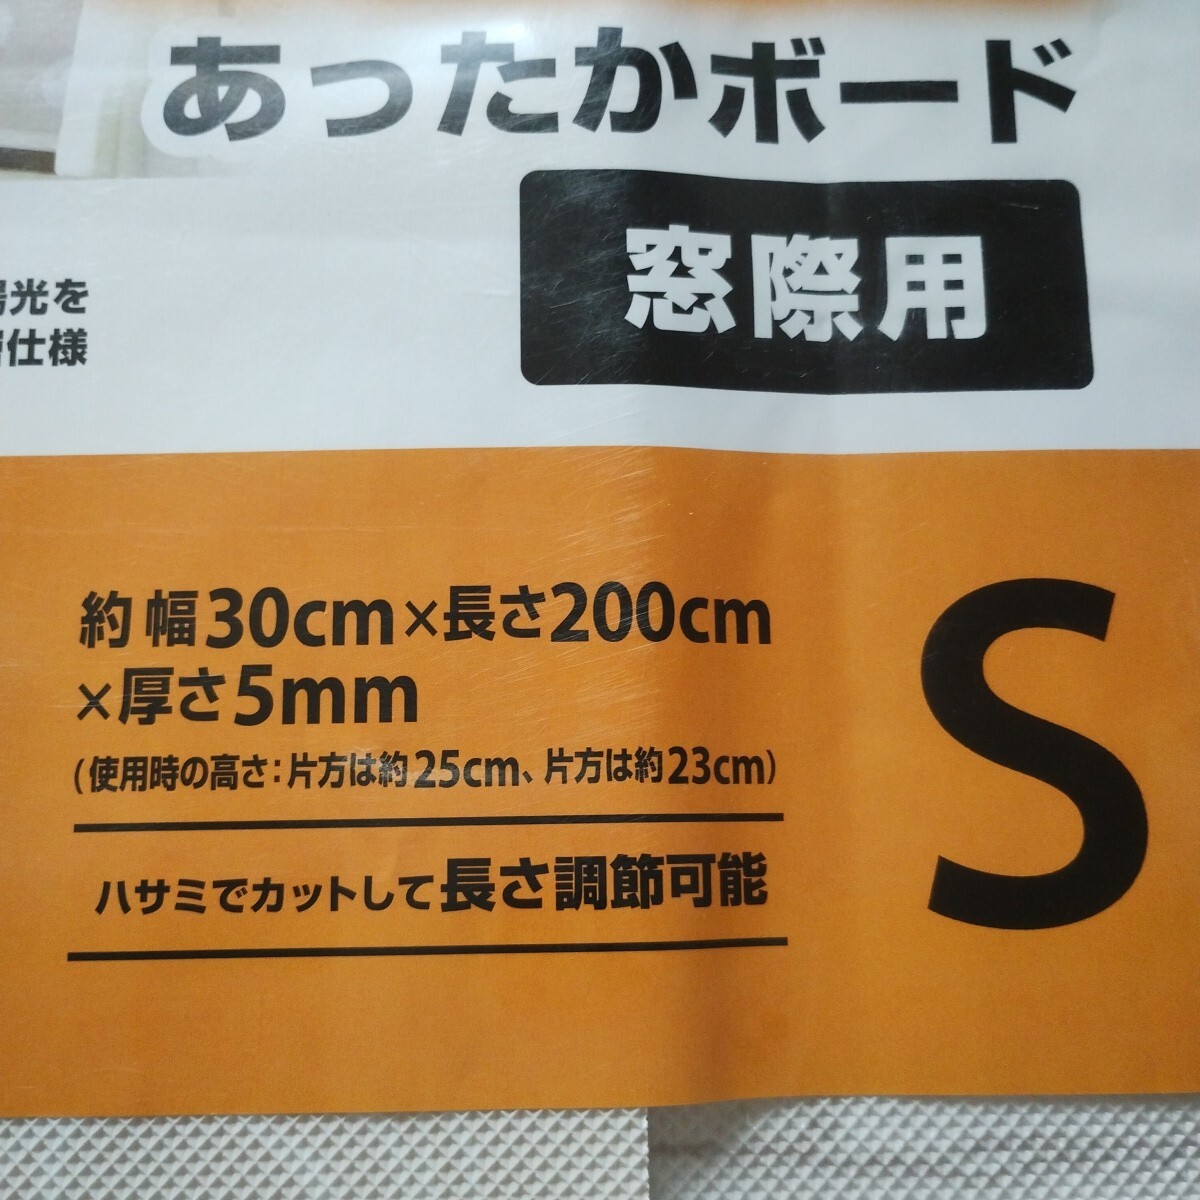 あったかボード
窓際用
光を
仕様
約 幅30cm×長さ200cm
×厚さ5mm
(使用時の高さ:片方は約25cm、片方は約23cm)
ハサミでカットして長さ調節可能
S